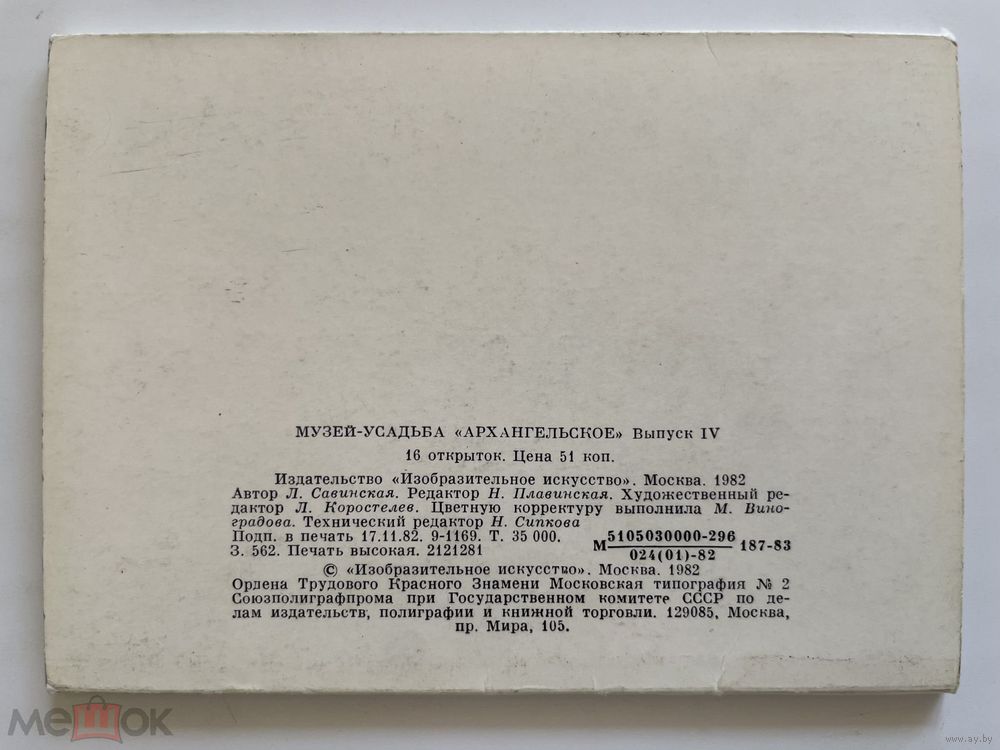 МУЗЕЙ-УСАДЬБА «АРХАНГЕЛЬСКОЕ» Выпуск IV
16 открыток. Цена 51 коп.
Издательство «Изобразительное искусство». Москва. 1982
Автор Л. Савинская. Редактор Н. Плавинская. Художественный ре-
дактор Л. Коростелев. Цветную корректуру выполнила М. Вино-
градова. Технический редактор Н. Сипкова
Подп. в печать 17.11.82. 9-1169. Т. 35 000.
З. 562. Печать высокая. 2121281
М 5105030000-296
024(01)-82
187-83
© «Изобразительное искусство». Москва. 1982
Ордена Трудового Красного Знамени Московская типография № 2
Союзполиграфпрома при Государственном комитете СССР по де-
лам издательств, полиграфии и книжной торговли. 129085, Москва,
пр. Мира, 105.
мешок
www.ay.by